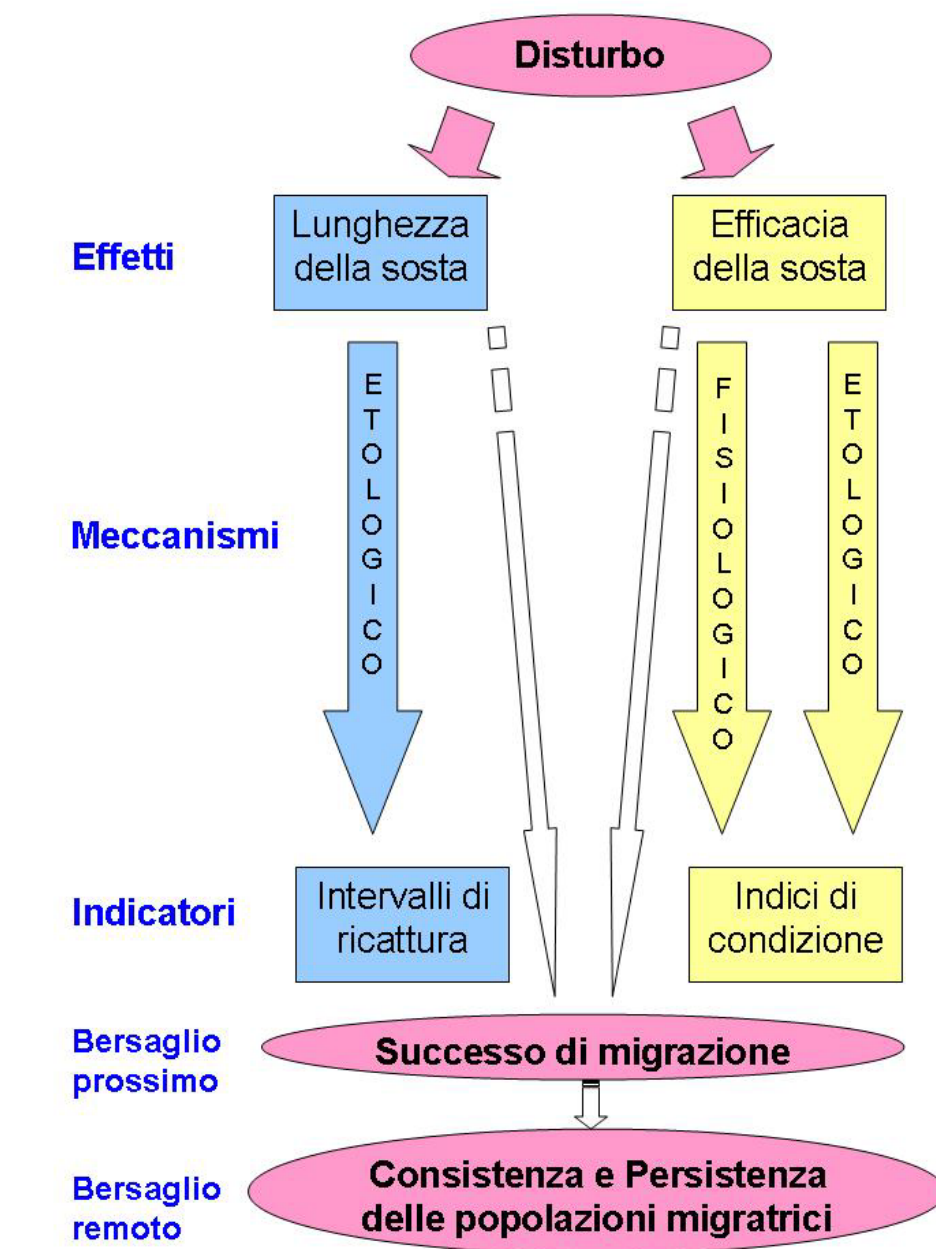 Disturbo
Effetti
Lunghezza
della sosta
Efficacia
della sosta
Meccanismi
ETOLOGICO
FISIOLOGICO
ETOLOGICO
Indicatori
Intervalli di
ricattura
Indici di
condizione
Bersaglio
prossimo
Successo di migrazione
Bersaglio
remoto
Consistenza e Persistenza
delle popolazioni migratrici